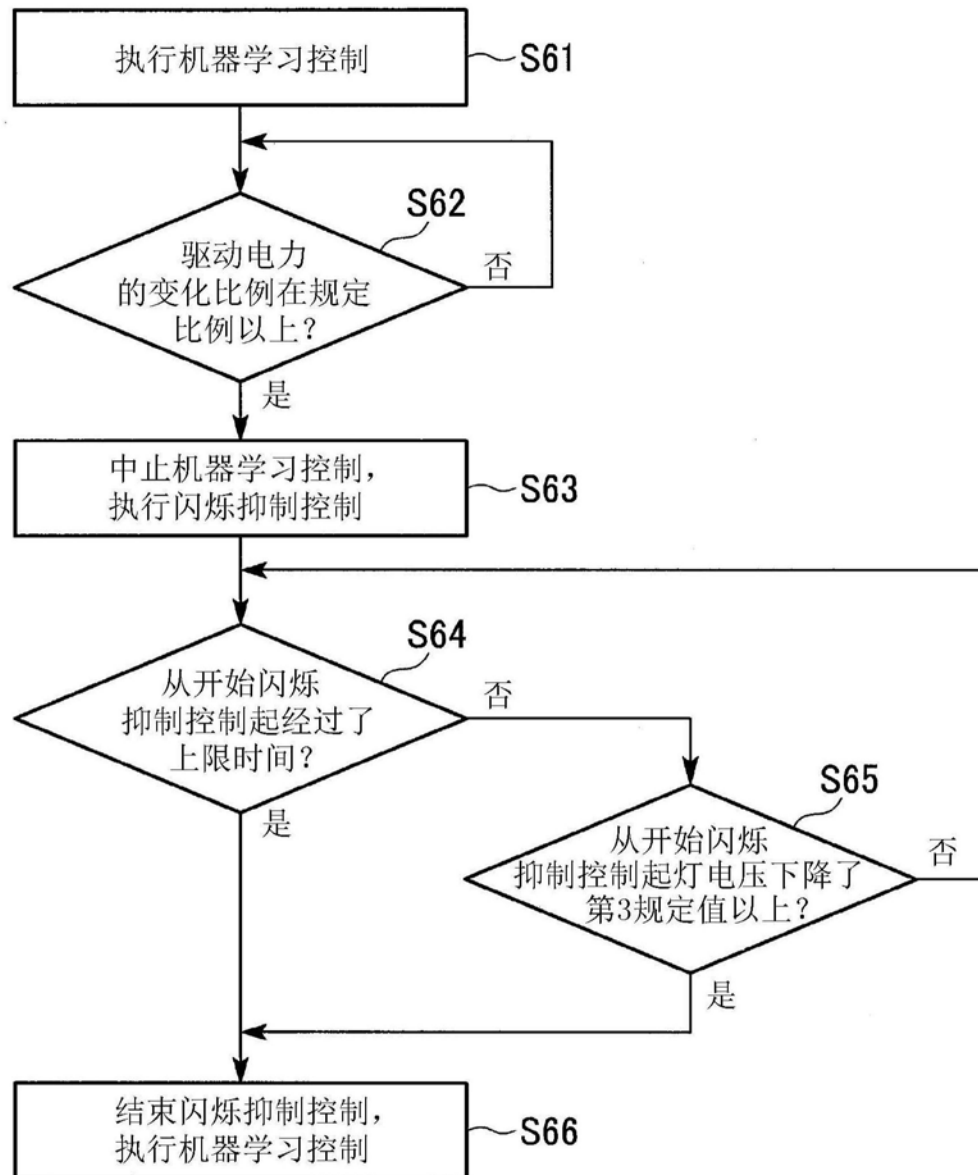 执行机器学习控制
S61
S62
驱动电力
的变化比例在规定
比例以上?
否
是
中止机器学习控制,
执行闪烁抑制控制
S63
S64
从开始闪烁
抑制控制起经过了
上限时间?
否
是
S65
从开始闪烁
抑制控制起灯电压下降了
第3规定值以上?
否
是
结束闪烁抑制控制,
执行机器学习控制
S66